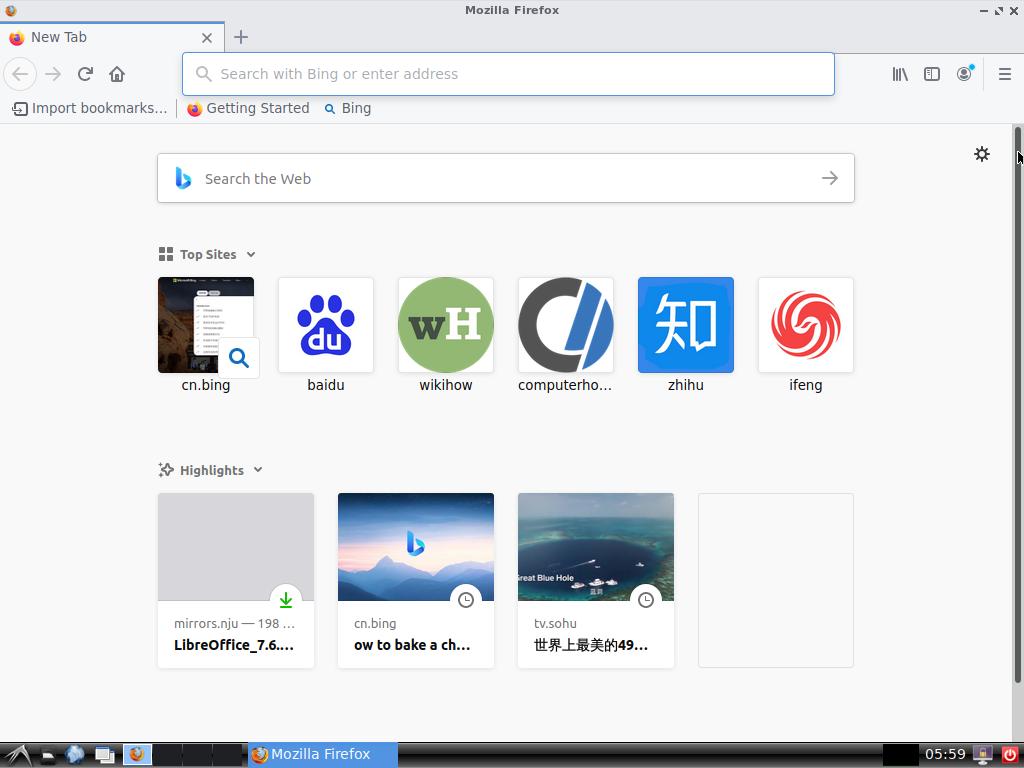 Mozilla Firefox
New Tab
Search with Bing or enter address
Import bookmarks...
Getting Started
Bing
Search the Web
Top Sites
du
wH
知
cn.bing
baidu
wikihow
computerho...
zhihu
ifeng
Highlights
Great Blue Hole
蓝洞
mirrors.nju — 198 ...
cn.bing
tv.sohu
LibreOffice_7.6....
ow to bake a ch...
世界上最美的49...
Mozilla Firefox
05:59